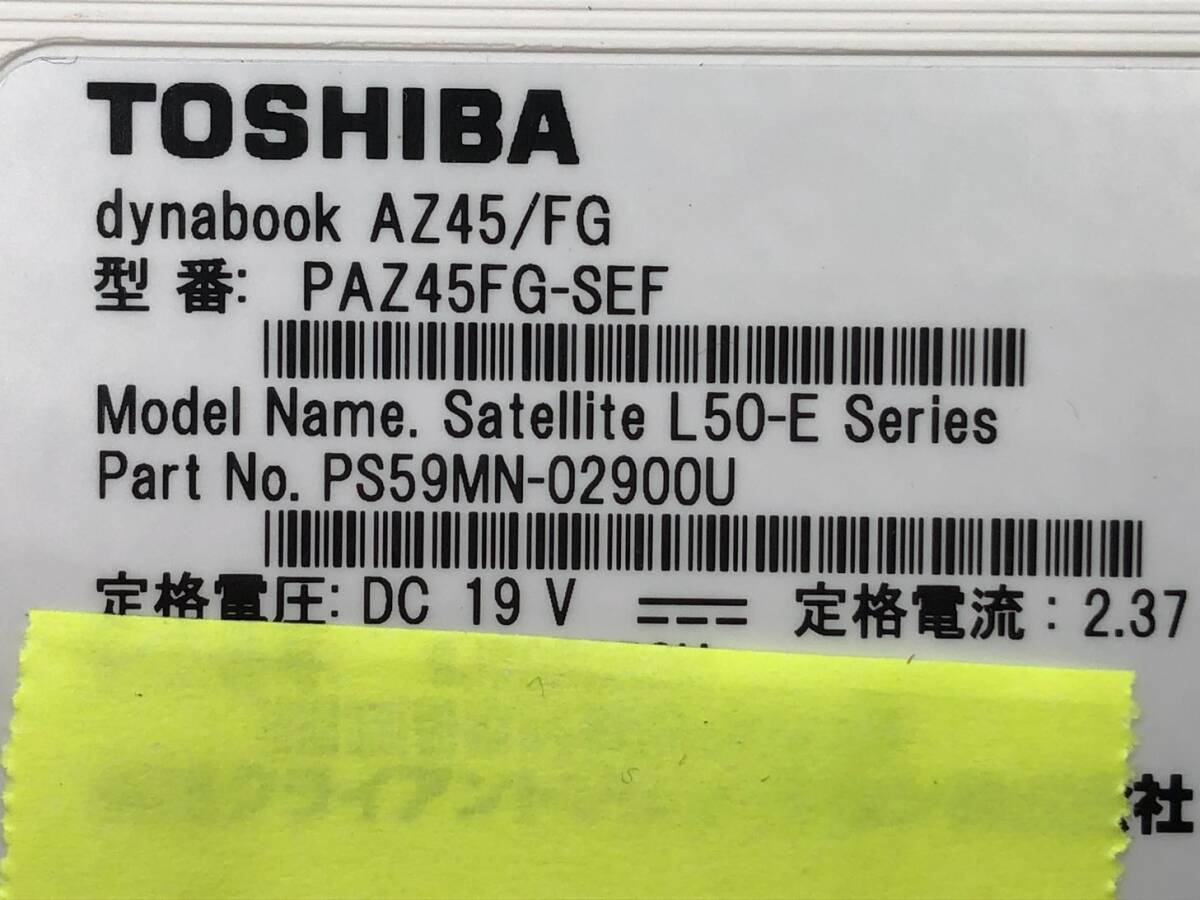 TOSHIBA
dynabook AZ45/FG
型 番: PAZ45FG-SEF
Model Name. Satellite L50-E Series
Part No. PS59MN-02900U
定格電圧: DC 19 V ⎓ 定格電流: 2.37
社